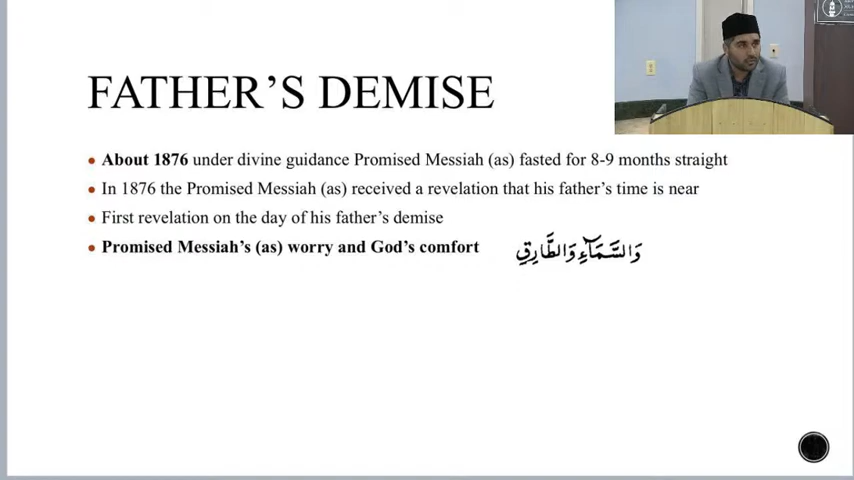 FATHER’S DEMISE
• About 1876 under divine guidance Promised Messiah (as) fasted for 8-9 months straight
• In 1876 the Promised Messiah (as) received a revelation that his father’s time is near
• First revelation on the day of his father’s demise
• Promised Messiah’s (as) worry and God’s comfort وَالسَّمَآءِ وَالطَّارِقِ